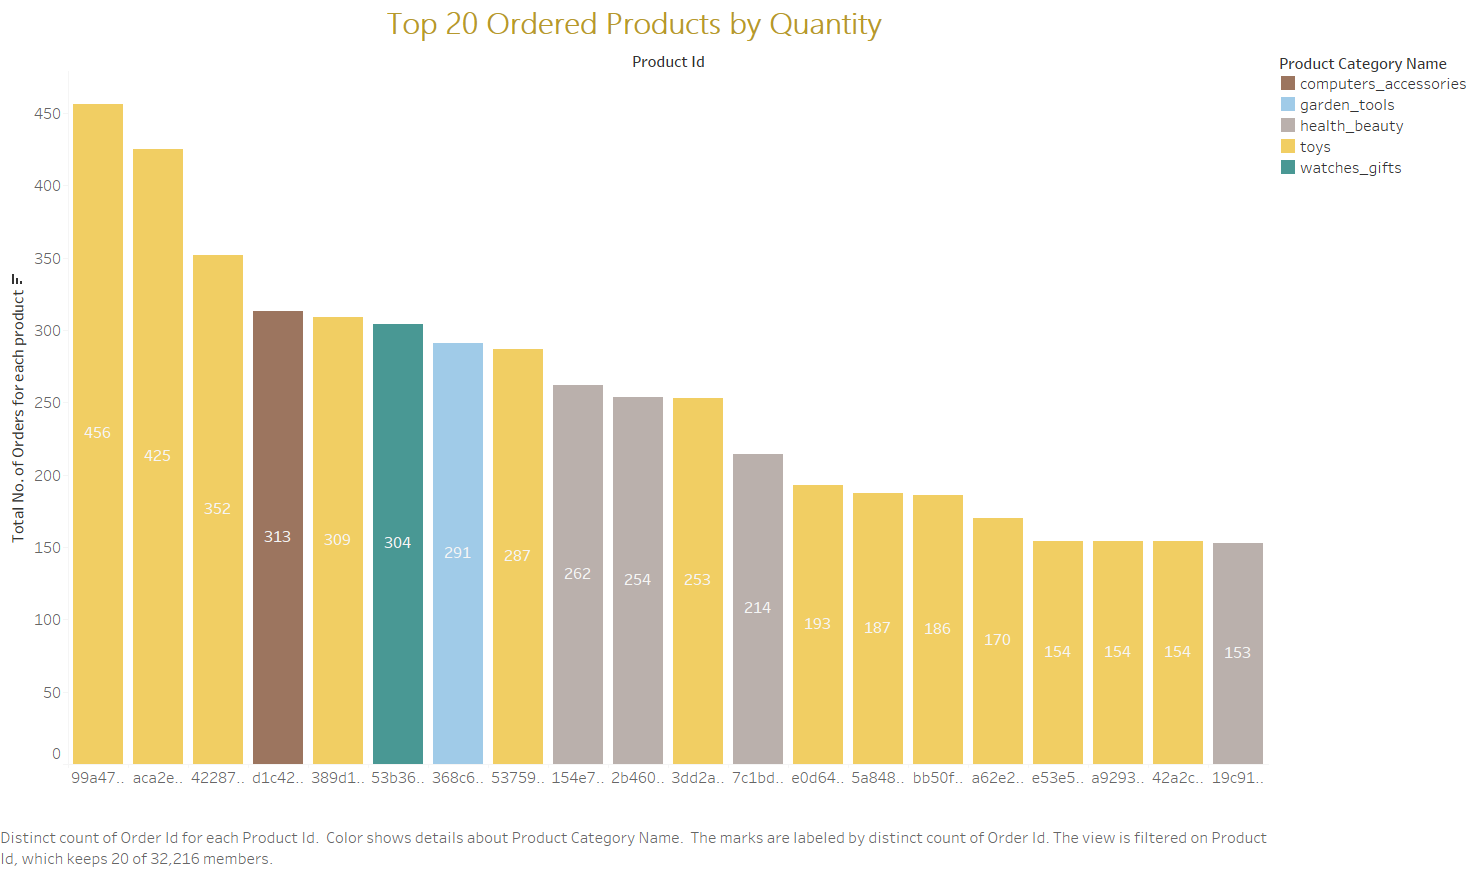 Top 20 Ordered Products by Quantity
Product Id
Product Category Name
computers_accessories
garden_tools
health_beauty
toys
watches_gifts
Total No. of Orders for each product
450
400
350
300
250
200
150
100
50
0
456
425
352
313
309
304
291
287
262
254
253
214
193
187
186
170
154
154
154
153
99a47..
aca2e..
42287..
d1c42..
389d1..
53b36..
368c6..
53759..
154e7..
2b460..
3dd2a..
7c1bd..
e0d64..
5a848..
bb50f..
a62e2..
e53e5..
a9293..
42a2c..
19c91..
Distinct count of Order Id for each Product Id.  Color shows details about Product Category Name.  The marks are labeled by distinct count of Order Id. The view is filtered on Product
Id, which keeps 20 of 32,216 members.